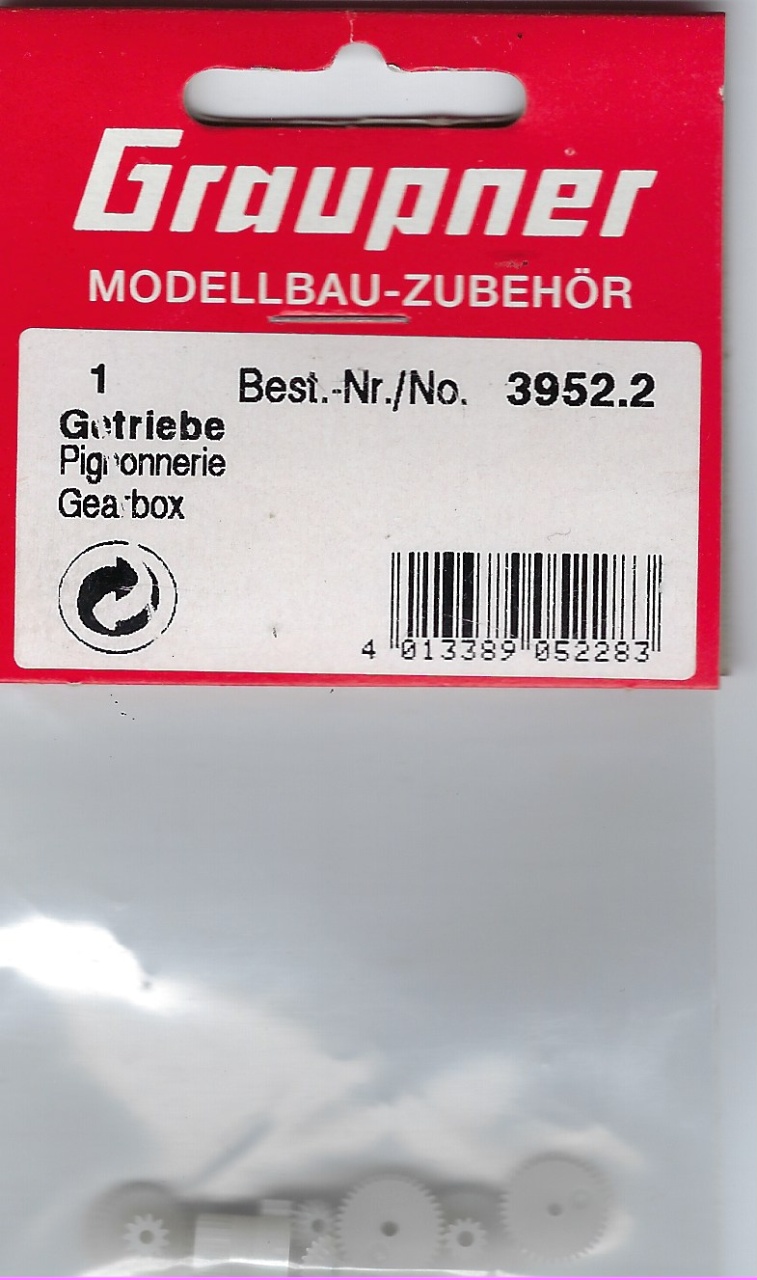 Graupner
MODELLBAU-ZUBEHÖR
1 Best.-Nr./No. 3952.2
Getriebe
Pignonnerie
Gearbox
4 013389 052283